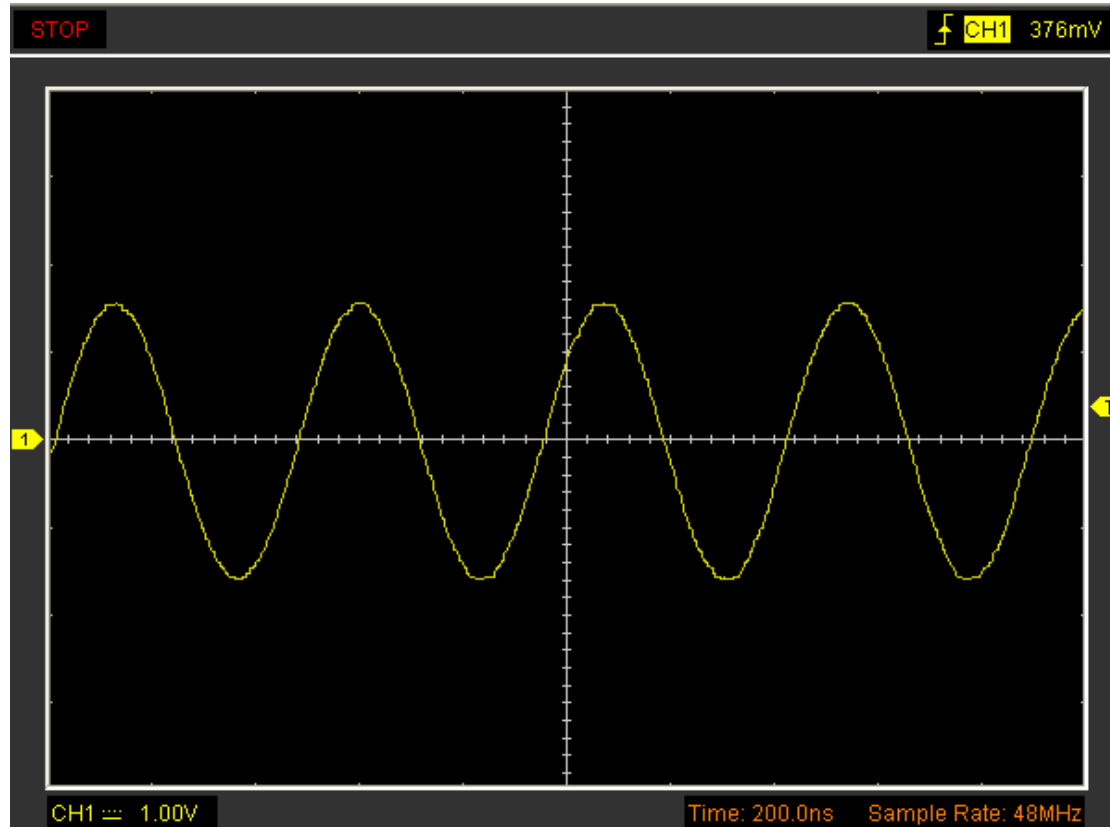 STOP
CH1 376mV
1
T
CH1 1.00V
Time: 200.0ns Sample Rate: 48MHz